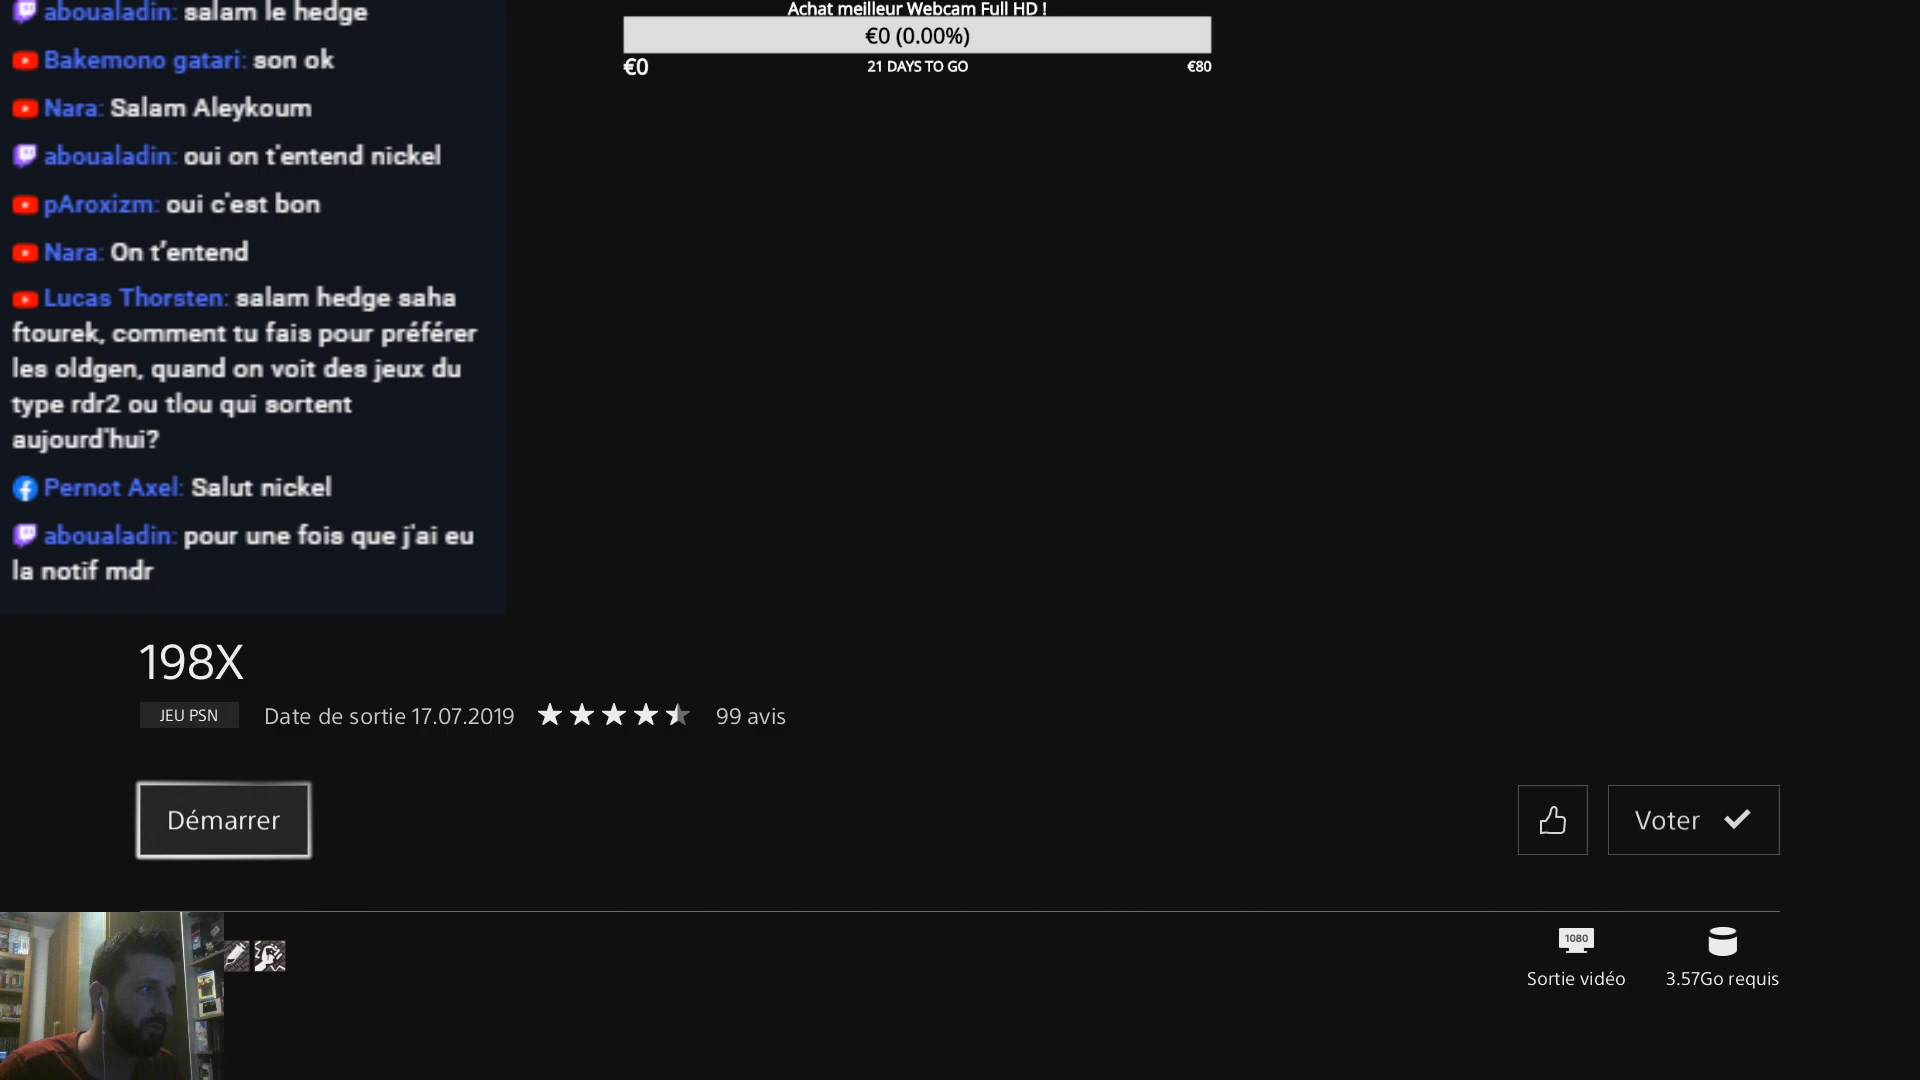 aboualadin: salam le hedge
Bakemono gatari: son ok
Nara: Salam Aleykoum
aboualadin: oui on t'entend nickel
pAroxizm: oui c'est bon
Nara: On t'entend
Lucas Thorsten: salam hedge saha
ftourek, comment tu fais pour préférer
les oldgen, quand on voit des jeux du
type rdr2 ou tlou qui sortent
aujourd'hui?
Pernot Axel: Salut nickel
aboualadin: pour une fois que j'ai eu
la notif mdr
Achat meilleur Webcam Full HD !
€0 (0.00%)
€0 21 DAYS TO GO €80
198X
JEU PSN Date de sortie 17.07.2019 99 avis
Démarrer
Voter
1080
Sortie vidéo 3.57Go requis